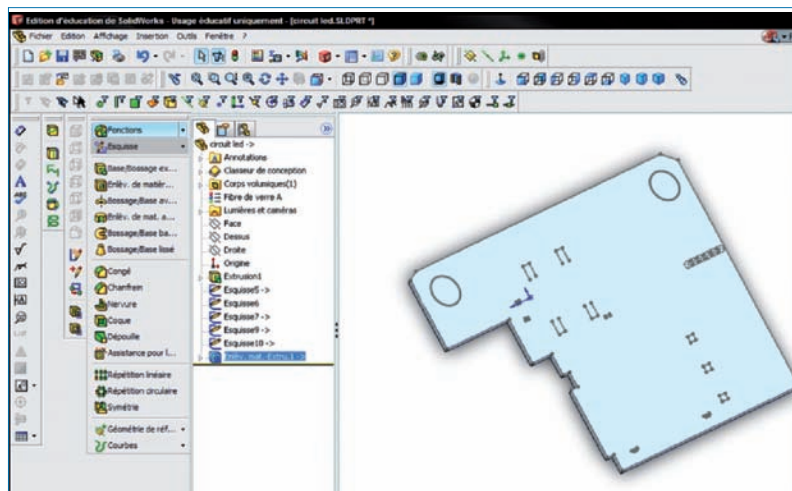 Edition d'éducation de SolidWorks - Usage éducatif uniquement - [circuit led.SLDPRT *]
Fichier Edition Affichage Insertion Outils Fenêtre ?
Fonctions
Esquisse
Base/Bossage ex...
Enlèv. de matièr...
Bossage/Base av...
Enlèv. de mat. a...
Bossage/Base ba...
Bossage/Base lissé
Congé
Chanfrein
Nervure
Coque
Dépouille
Assistance pour l...
Répétition linéaire
Répétition circulaire
Symétrie
Géométrie de réf...
Courbes
circuit led ->
Annotations
Classeur de conception
Corps volumiques(1)
Fibre de verre A
Lumières et caméras
Face
Dessus
Droite
Origine
Extrusion1
Esquisse5 ->
Esquisse6
Esquisse7 ->
Esquisse9 ->
Esquisse10 ->
Enlèv. mat.-Extru.1 ->